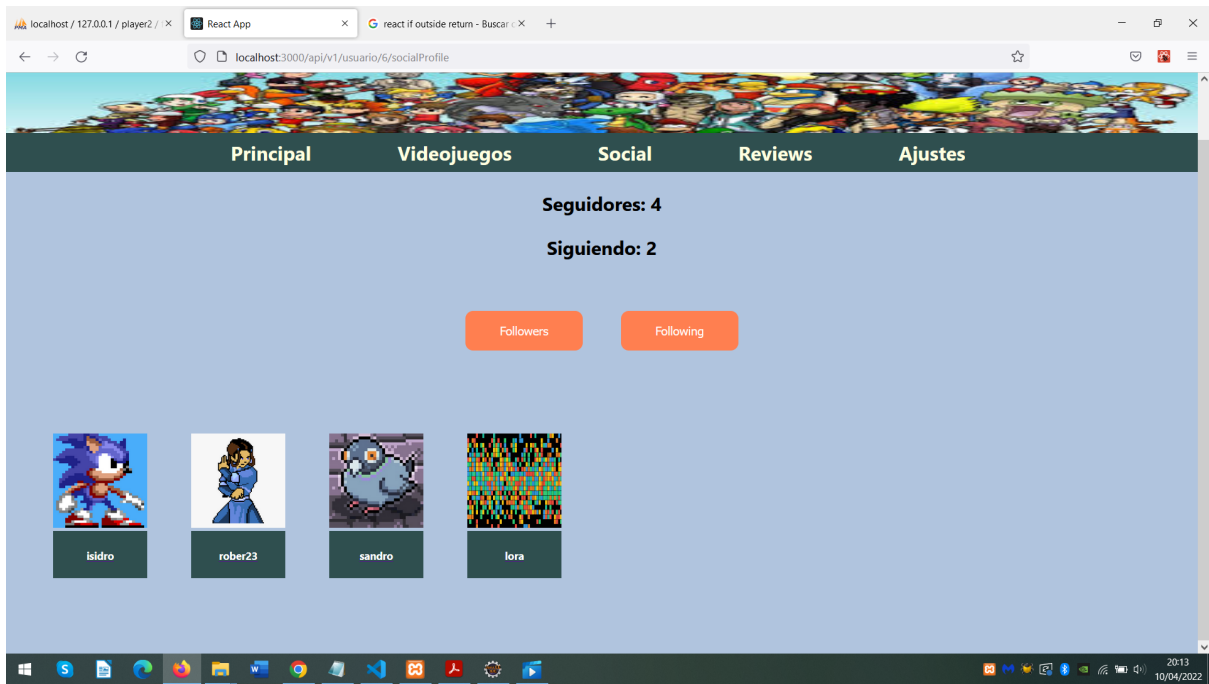 localhost / 127.0.0.1 / player2 /
React App
react if outside return - Buscar c
localhost:3000/api/v1/usuario/6/socialProfile
Principal Videojuegos Social Reviews Ajustes
Seguidores: 4
Siguiendo: 2
Followers Following
isidro rober23 sandro lora
20:13
10/04/2022